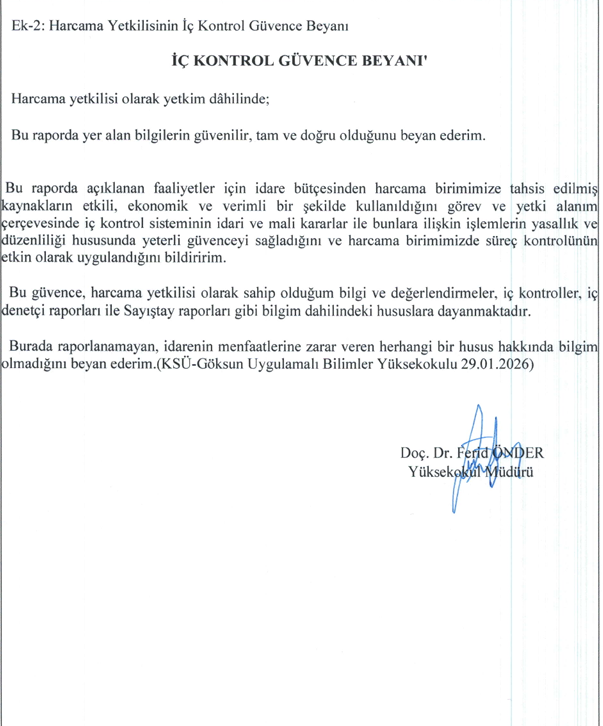 Ek-2: Harcama Yetkilisinin İç Kontrol Güvence Beyanı
İÇ KONTROL GÜVENCE BEYANI'
Harcama yetkilisi olarak yetkim dâhilinde;
Bu raporda yer alan bilgilerin güvenilir, tam ve doğru olduğunu beyan ederim.
Bu raporda açıklanan faaliyetler için idare bütçesinden harcama birimimize tahsis edilmiş
kaynakların etkili, ekonomik ve verimli bir şekilde kullanıldığını görev ve yetki alanım
çerçevesinde iç kontrol sisteminin idari ve mali kararlar ile bunlara ilişkin işlemlerin yasallık ve
düzenliliği hususunda yeterli güvenceyi sağladığını ve harcama birimimizde süreç kontrolünün
etkin olarak uygulandığını bildiririm.
Bu güvence, harcama yetkilisi olarak sahip olduğum bilgi ve değerlendirmeler, iç kontroller, iç
denetçi raporları ile Sayıştay raporları gibi bilgim dahilindeki hususlara dayanmaktadır.
Burada raporlanamayan, idarenin menfaatlerine zarar veren herhangi bir husus hakkında bilgim
olmadığını beyan ederim.(KSÜ-Göksun Uygulamalı Bilimler Yüksekokulu 29.01.2026)
Doç. Dr. Ferid ÖNDER
Yüksekokul Müdürü